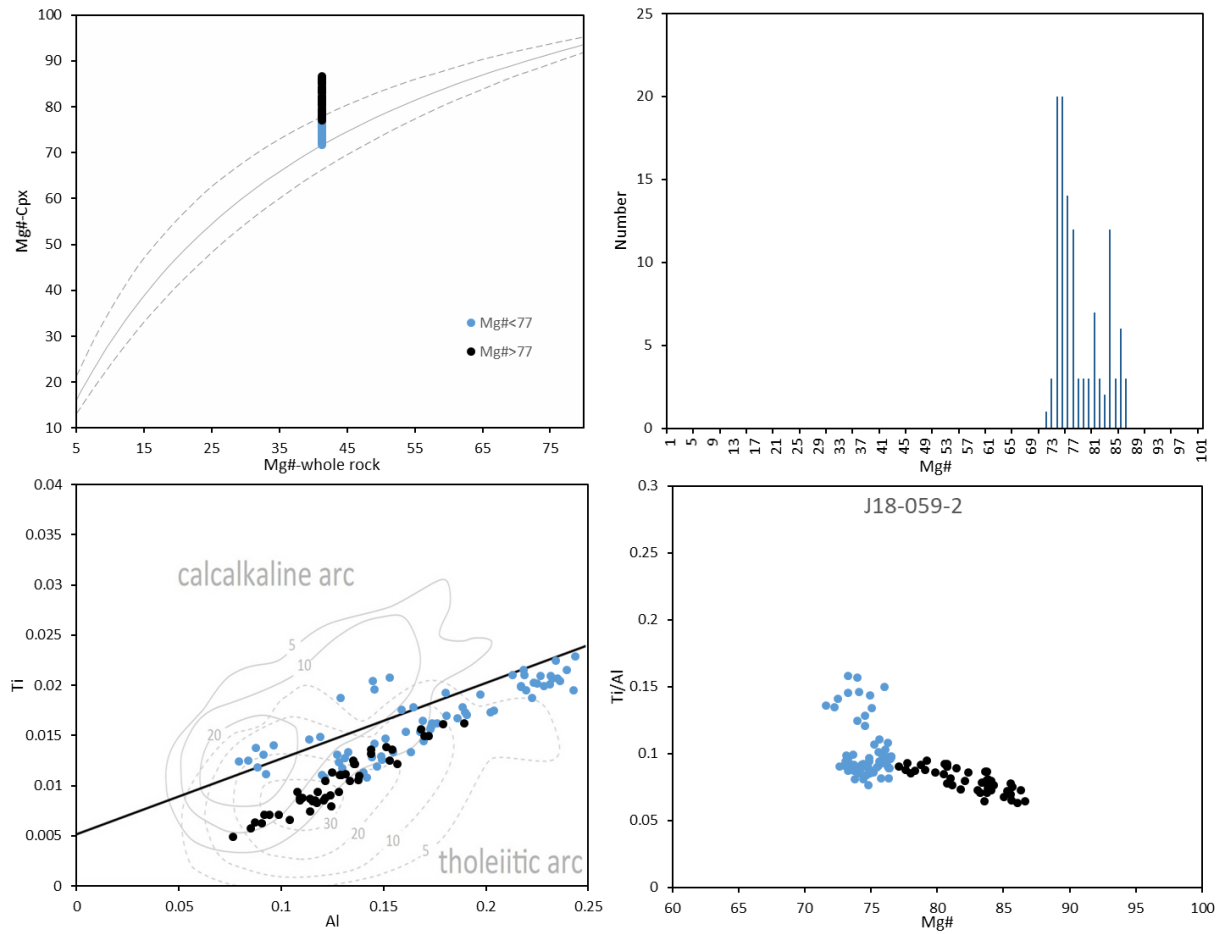 100
90
80
70
60
50
40
30
20
10
Mg#-Cpx
5 15 25 35 45 55 65 75
Mg#-whole rock
Mg#<77
Mg#>77
25
20
15
10
5
0
Number
1 5 9 13 17 21 25 29 33 37 41 45 49 53 57 61 65 69 73 77 81 85 89 93 97 101
Mg#
0.04
0.035
0.03
0.025
0.02
0.015
0.01
0.005
0
Ti
calcalkaline arc
5
10
20
30
20
10
5
tholeiitic arc
0 0.05 0.1 0.15 0.2 0.25
Al
J18-059-2
0.3
0.25
0.2
0.15
0.1
0.05
0
Ti/Al
60 65 70 75 80 85 90 95 100
Mg#